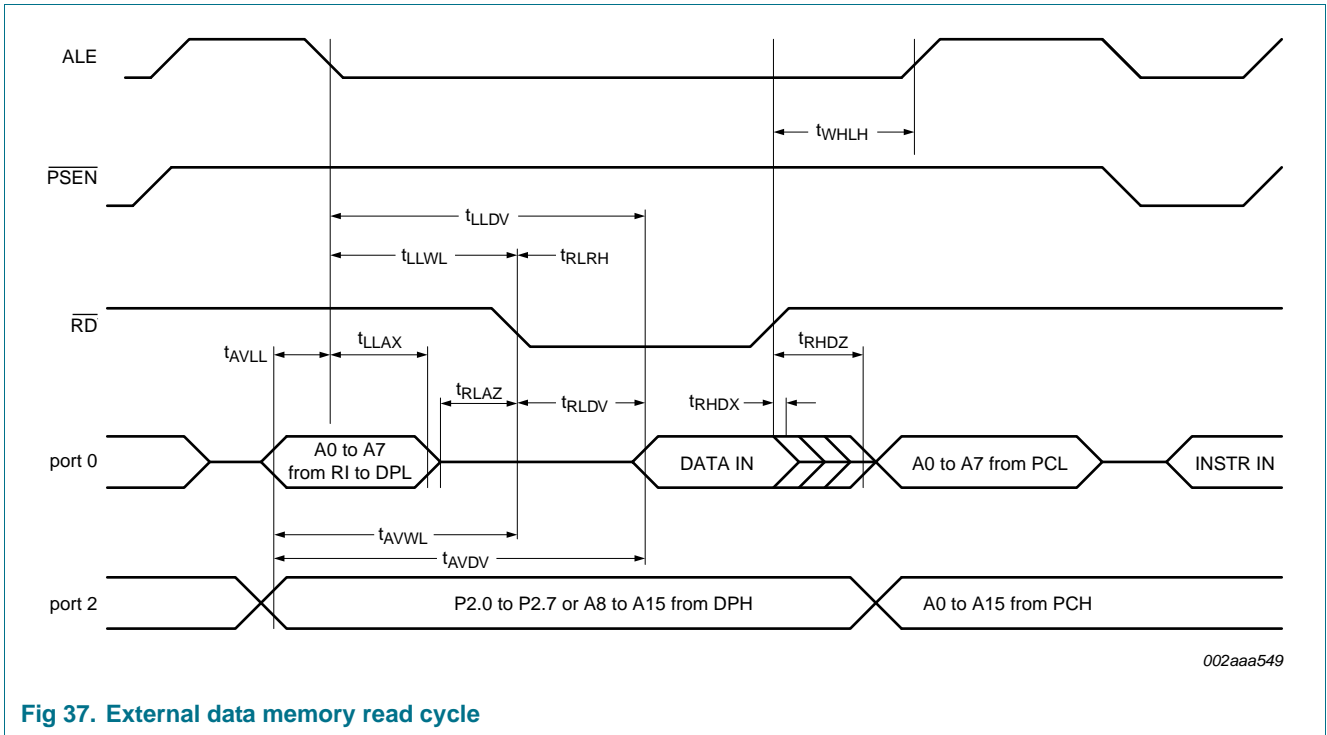 ALE
tWHLH
PSEN
tLLDV
tLLWL
tRLRH
RD
tAVLL
tLLAX
tRHDZ
tRLAZ
tRLDV
tRHDX
port 0
A0 to A7
from RI to DPL
DATA IN
A0 to A7 from PCL
INSTR IN
tAVWL
tAVDV
port 2
P2.0 to P2.7 or A8 to A15 from DPH
A0 to A15 from PCH
002aaa549
Fig 37. External data memory read cycle